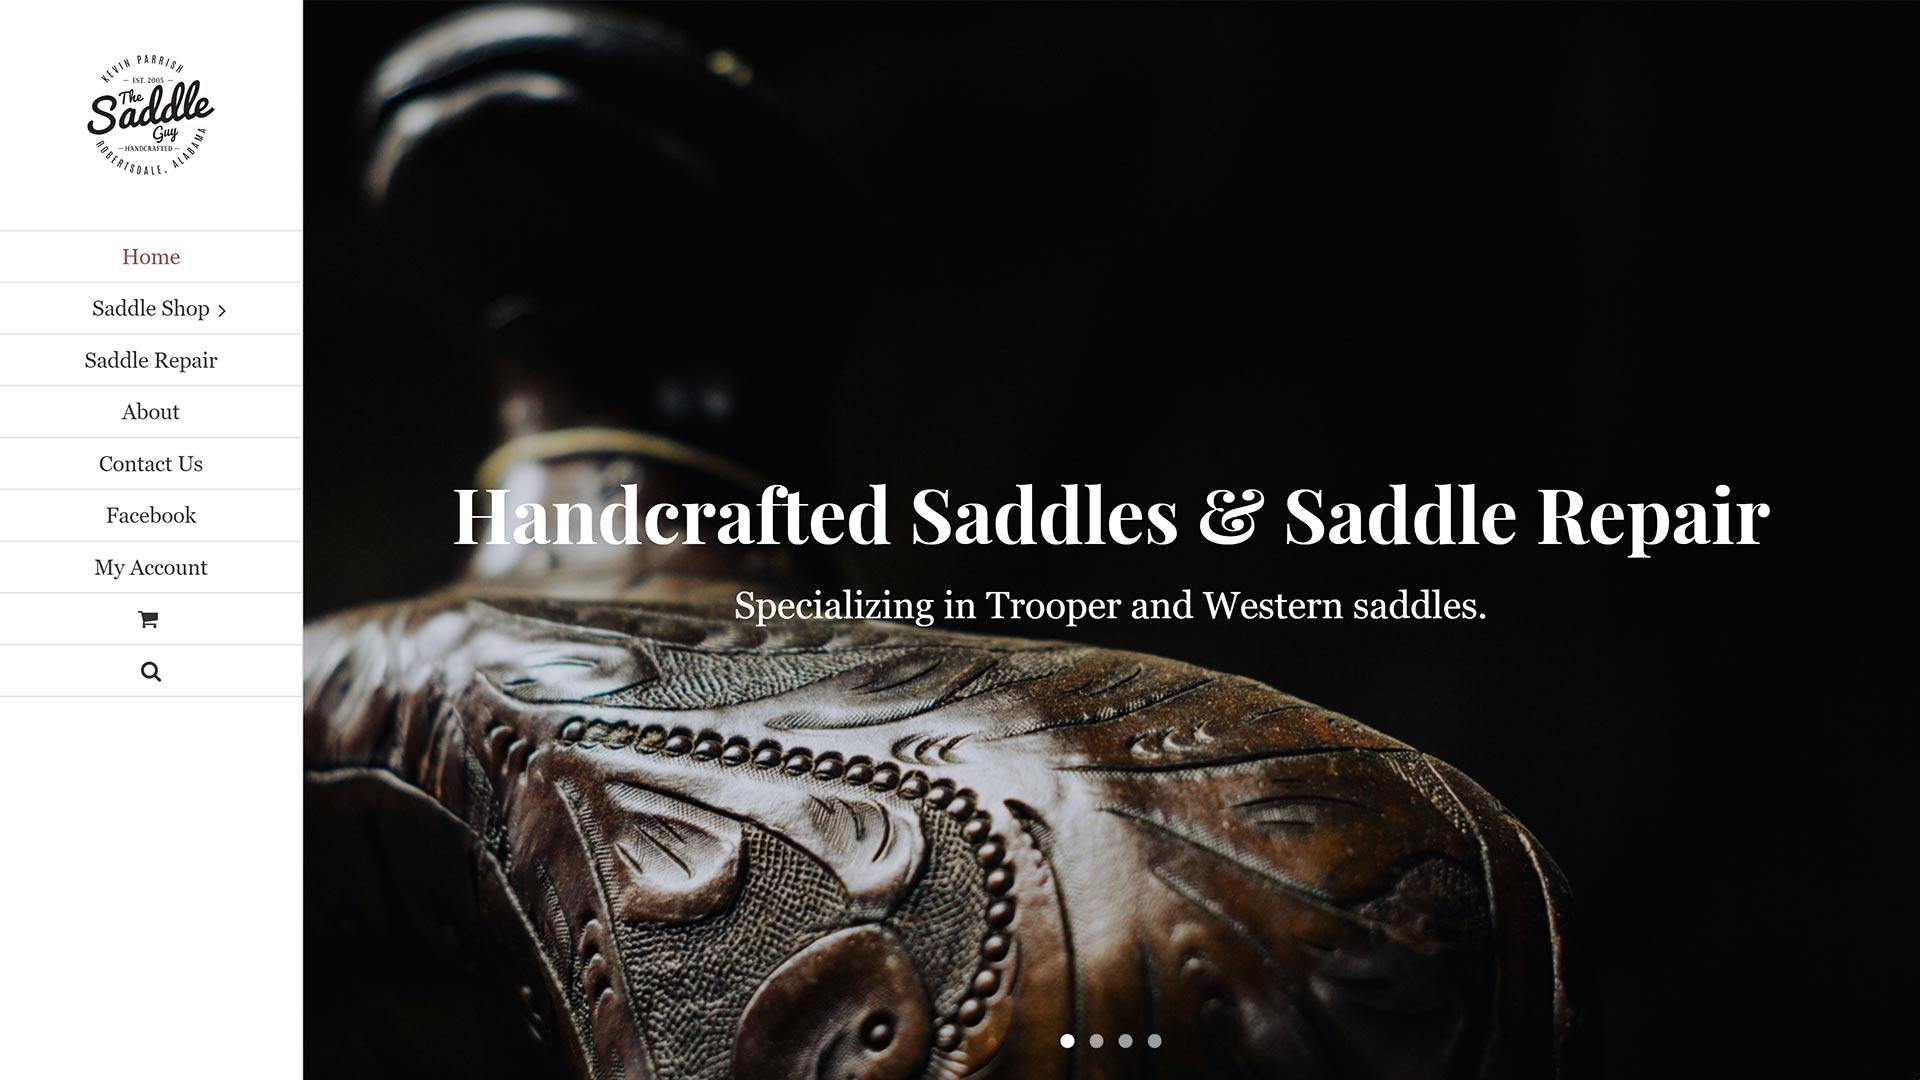 KEVIN PARRISH
EST. 2005
The
Saddle
Guy
HANDCRAFTED
ROBERTSDALE, ALABAMA
Home
Saddle Shop
Saddle Repair
About
Contact Us
Facebook
My Account
Handcrafted Saddles & Saddle Repair
Specializing in Trooper and Western saddles.